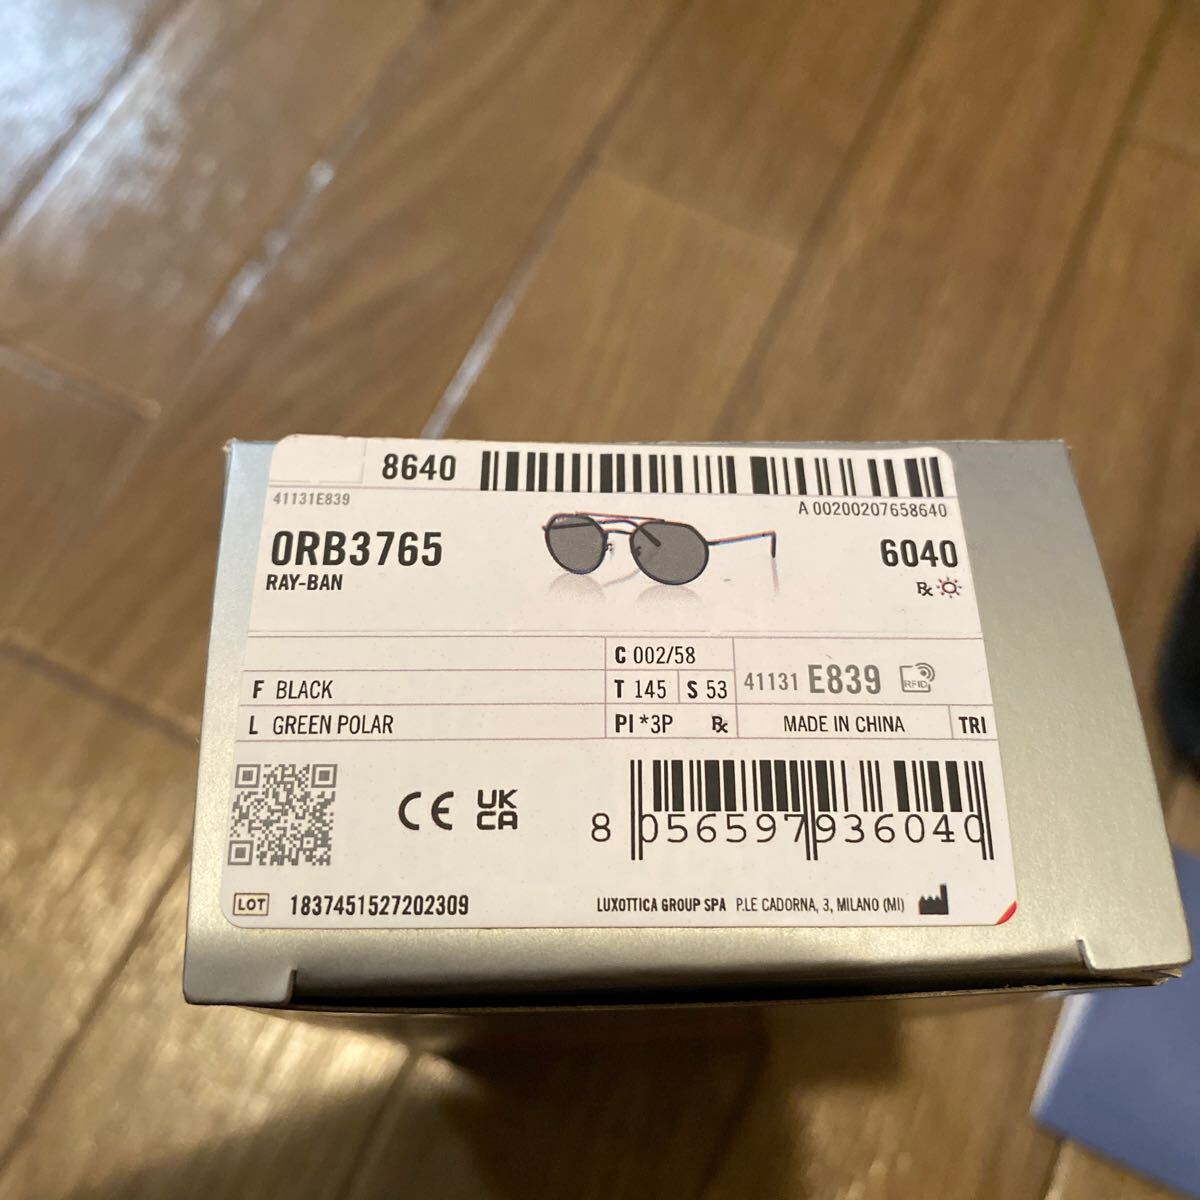 8640
41131E839
A 00200207658640
0RB3765
RAY-BAN
6040
Rx
C 002/58
F BLACK
T 145 S 53
41131 E839 RFID
L GREEN POLAR
PI *3P Rx
MADE IN CHINA
TRI
CE UK CA
8 056597 936040
LOT 1837451527202309
LUXOTTICA GROUP SPA P.LE CADORNA, 3, MILANO (MI)